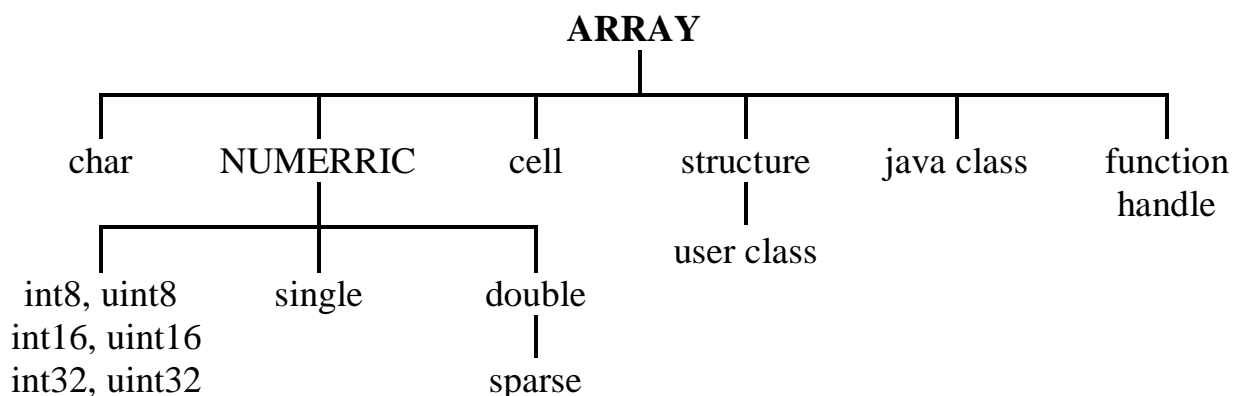 ARRAY
char NUMERRIC cell structure java class function
handle
user class
int8, uint8 single double
int16, uint16
int32, uint32 sparse